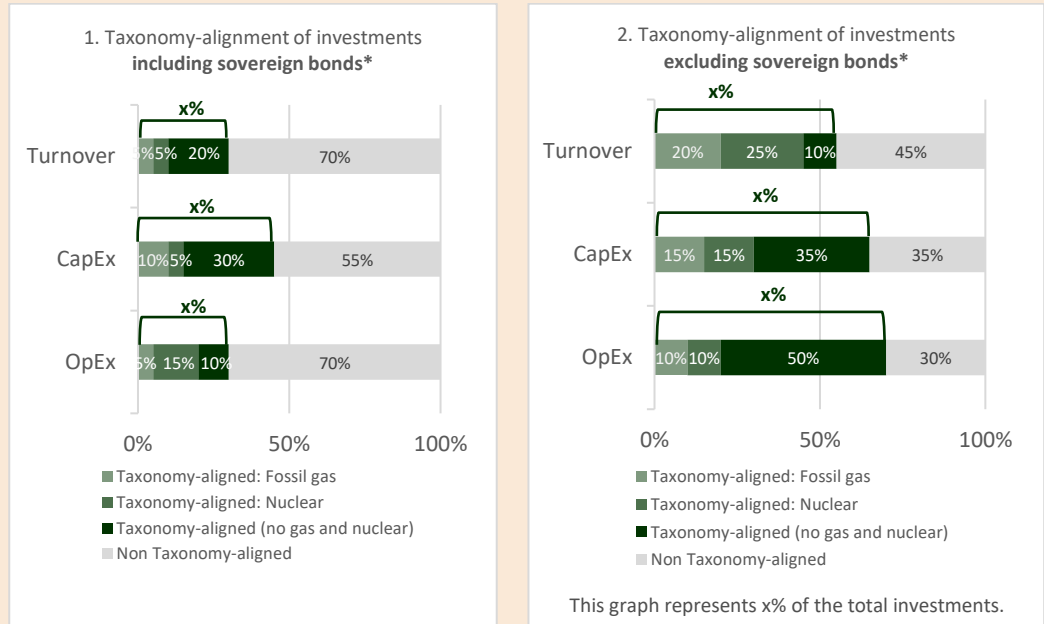 1. Taxonomy-alignment of investments
including sovereign bonds*
x%
Turnover
5%
5%
20%
70%
x%
CapEx
10%
5%
30%
55%
x%
OpEx
5%
15%
10%
70%
0%
50%
100%
Taxonomy-aligned: Fossil gas
Taxonomy-aligned: Nuclear
Taxonomy-aligned (no gas and nuclear)
Non Taxonomy-aligned
2. Taxonomy-alignment of investments
excluding sovereign bonds*
x%
Turnover
20%
25%
10%
45%
x%
CapEx
15%
15%
35%
35%
x%
OpEx
10%
10%
50%
30%
0%
50%
100%
Taxonomy-aligned: Fossil gas
Taxonomy-aligned: Nuclear
Taxonomy-aligned (no gas and nuclear)
Non Taxonomy-aligned
This graph represents x% of the total investments.